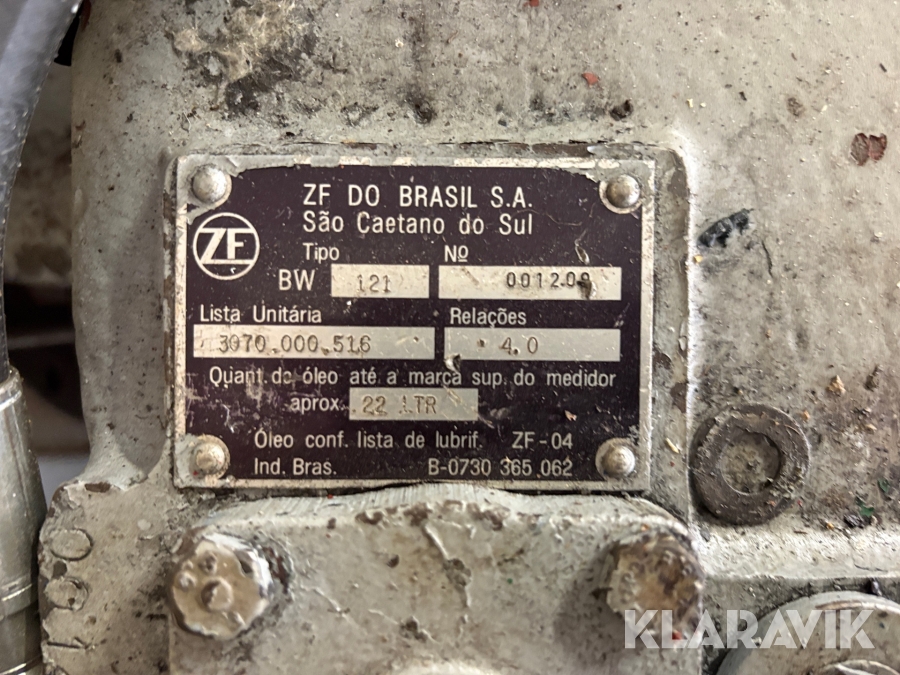 ZF DO BRASIL S.A.
São Caetano do Sul
ZF
Tipo Nº
BW 121 001209
Lista Unitária Relações
3070.000.516 4.0
Quant. de óleo até a marca sup. do medidor
aprox. 22 LTR
Óleo conf. lista de lubrif. ZF-04
Ind. Bras. B-0730 365 062
KLARAVIK